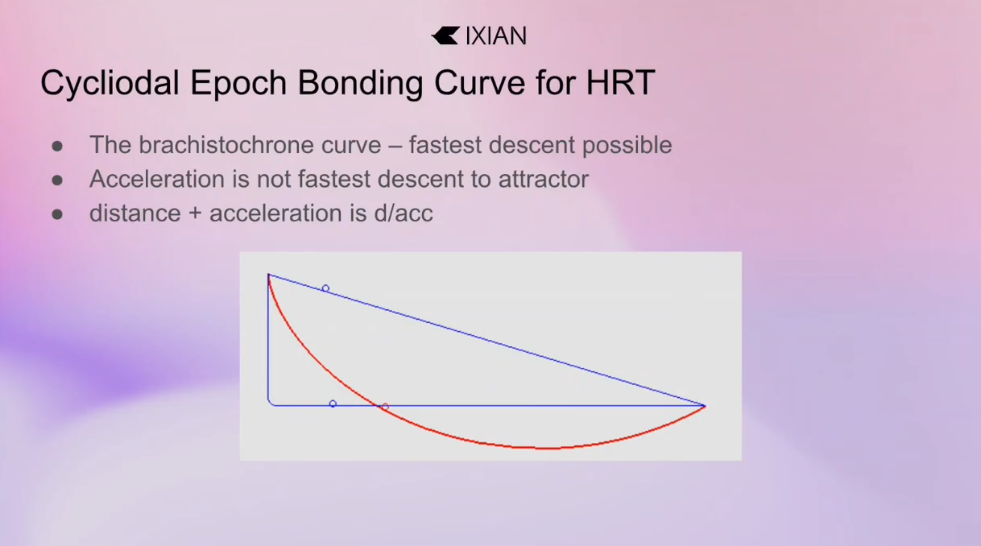 IXIAN
Cycliodal Epoch Bonding Curve for HRT
● The brachistochrone curve – fastest descent possible
● Acceleration is not fastest descent to attractor
● distance + acceleration is d/acc